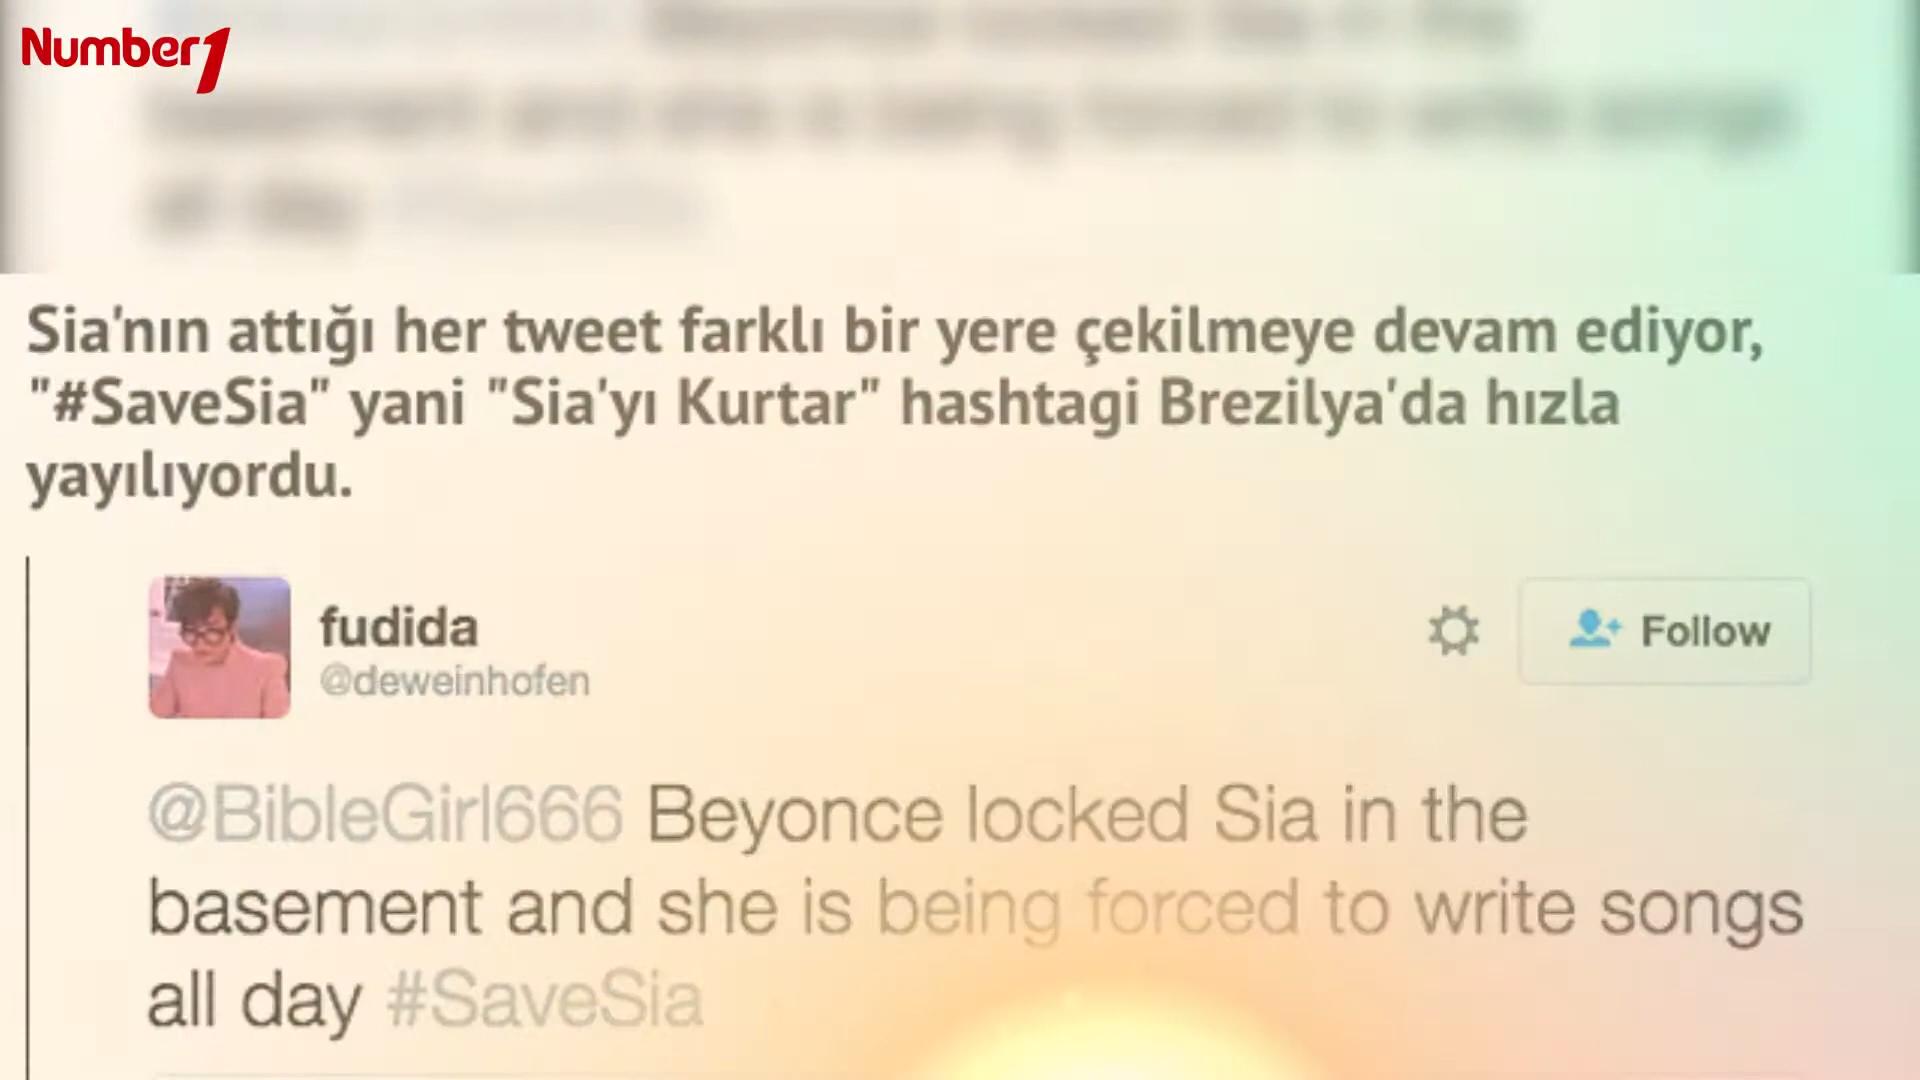 Number1
Sia'nın attığı her tweet farklı bir yere çekilmeye devam ediyor,
"#SaveSia" yani "Sia'yı Kurtar" hashtagi Brezilya'da hızla
yayılıyordu.
fudida
@deweinhofen
Follow
@BibleGirl666 Beyonce locked Sia in the
basement and she is being forced to write songs
all day #SaveSia